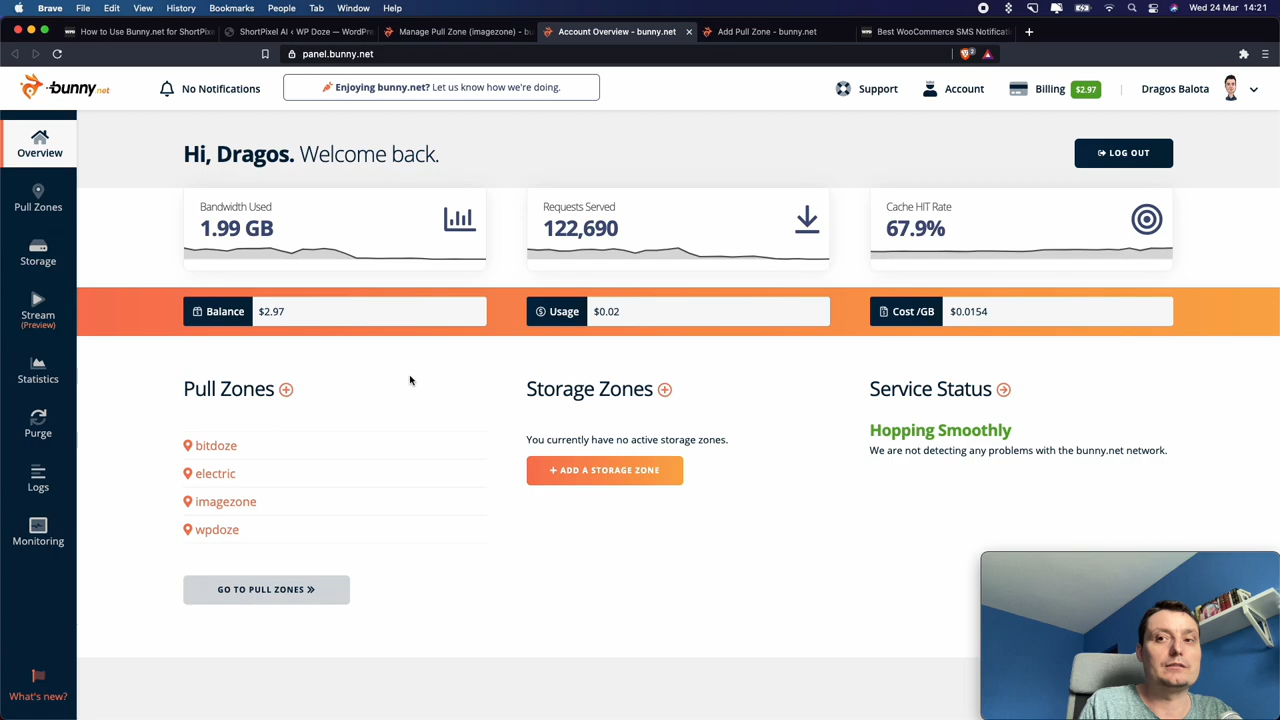 Brave File Edit View History Bookmarks People Tab Window Help Wed 24 Mar 14:21
How to Use Bunny.net for ShortPixe ShortPixel AI ‹ WP Doze — WordPre Manage Pull Zone (imagezone) - bu Account Overview - bunny.net Add Pull Zone - bunny.net Best WooCommerce SMS Notificati
panel.bunny.net
bunny.net No Notifications Enjoying bunny.net? Let us know how we're doing. Support Account Billing $2.97 Dragos Balota
Overview
Pull Zones
Storage
Stream
(Preview)
Statistics
Purge
Logs
Monitoring
What's new?
Hi, Dragos. Welcome back. LOG OUT
Bandwidth Used
1.99 GB
Requests Served
122,690
Cache HIT Rate
67.9%
Balance $2.97 Usage $0.02 Cost /GB $0.0154
Pull Zones
bitdoze
electric
imagezone
wpdoze
GO TO PULL ZONES
Storage Zones
You currently have no active storage zones.
+ ADD A STORAGE ZONE
Service Status
Hopping Smoothly
We are not detecting any problems with the bunny.net network.